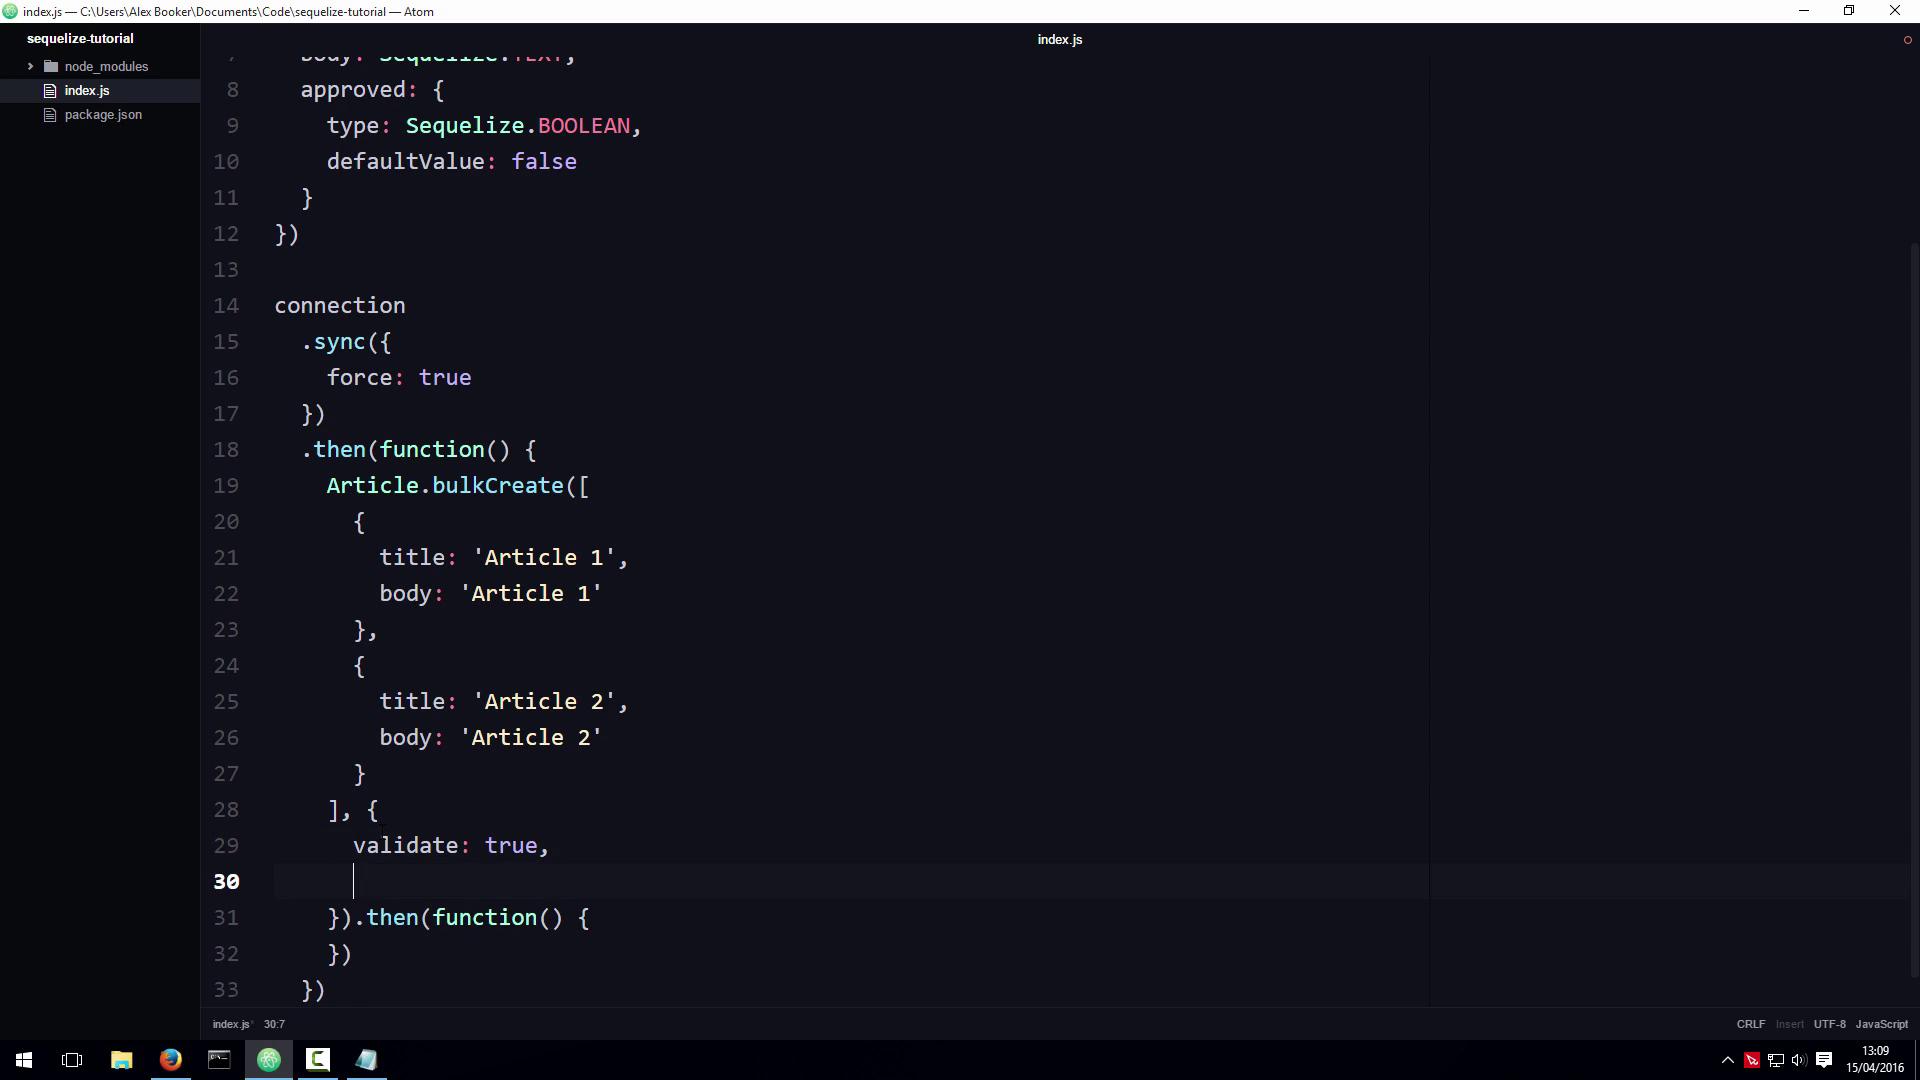 index.js — C:\Users\Alex Booker\Documents\Code\sequelize-tutorial — Atom
sequelize-tutorial
node_modules
index.js
package.json
index.js
7 body: Sequelize.TEXT,
8 approved: {
9 type: Sequelize.BOOLEAN,
10 defaultValue: false
11 }
12 })
13
14 connection
15 .sync({
16 force: true
17 })
18 .then(function() {
19 Article.bulkCreate([
20 {
21 title: 'Article 1',
22 body: 'Article 1'
23 },
24 {
25 title: 'Article 2',
26 body: 'Article 2'
27 }
28 ], {
29 validate: true,
30
31 }).then(function() {
32 })
33 })
index.js* 30:7
CRLF Insert UTF-8 JavaScript
13:09
15/04/2016